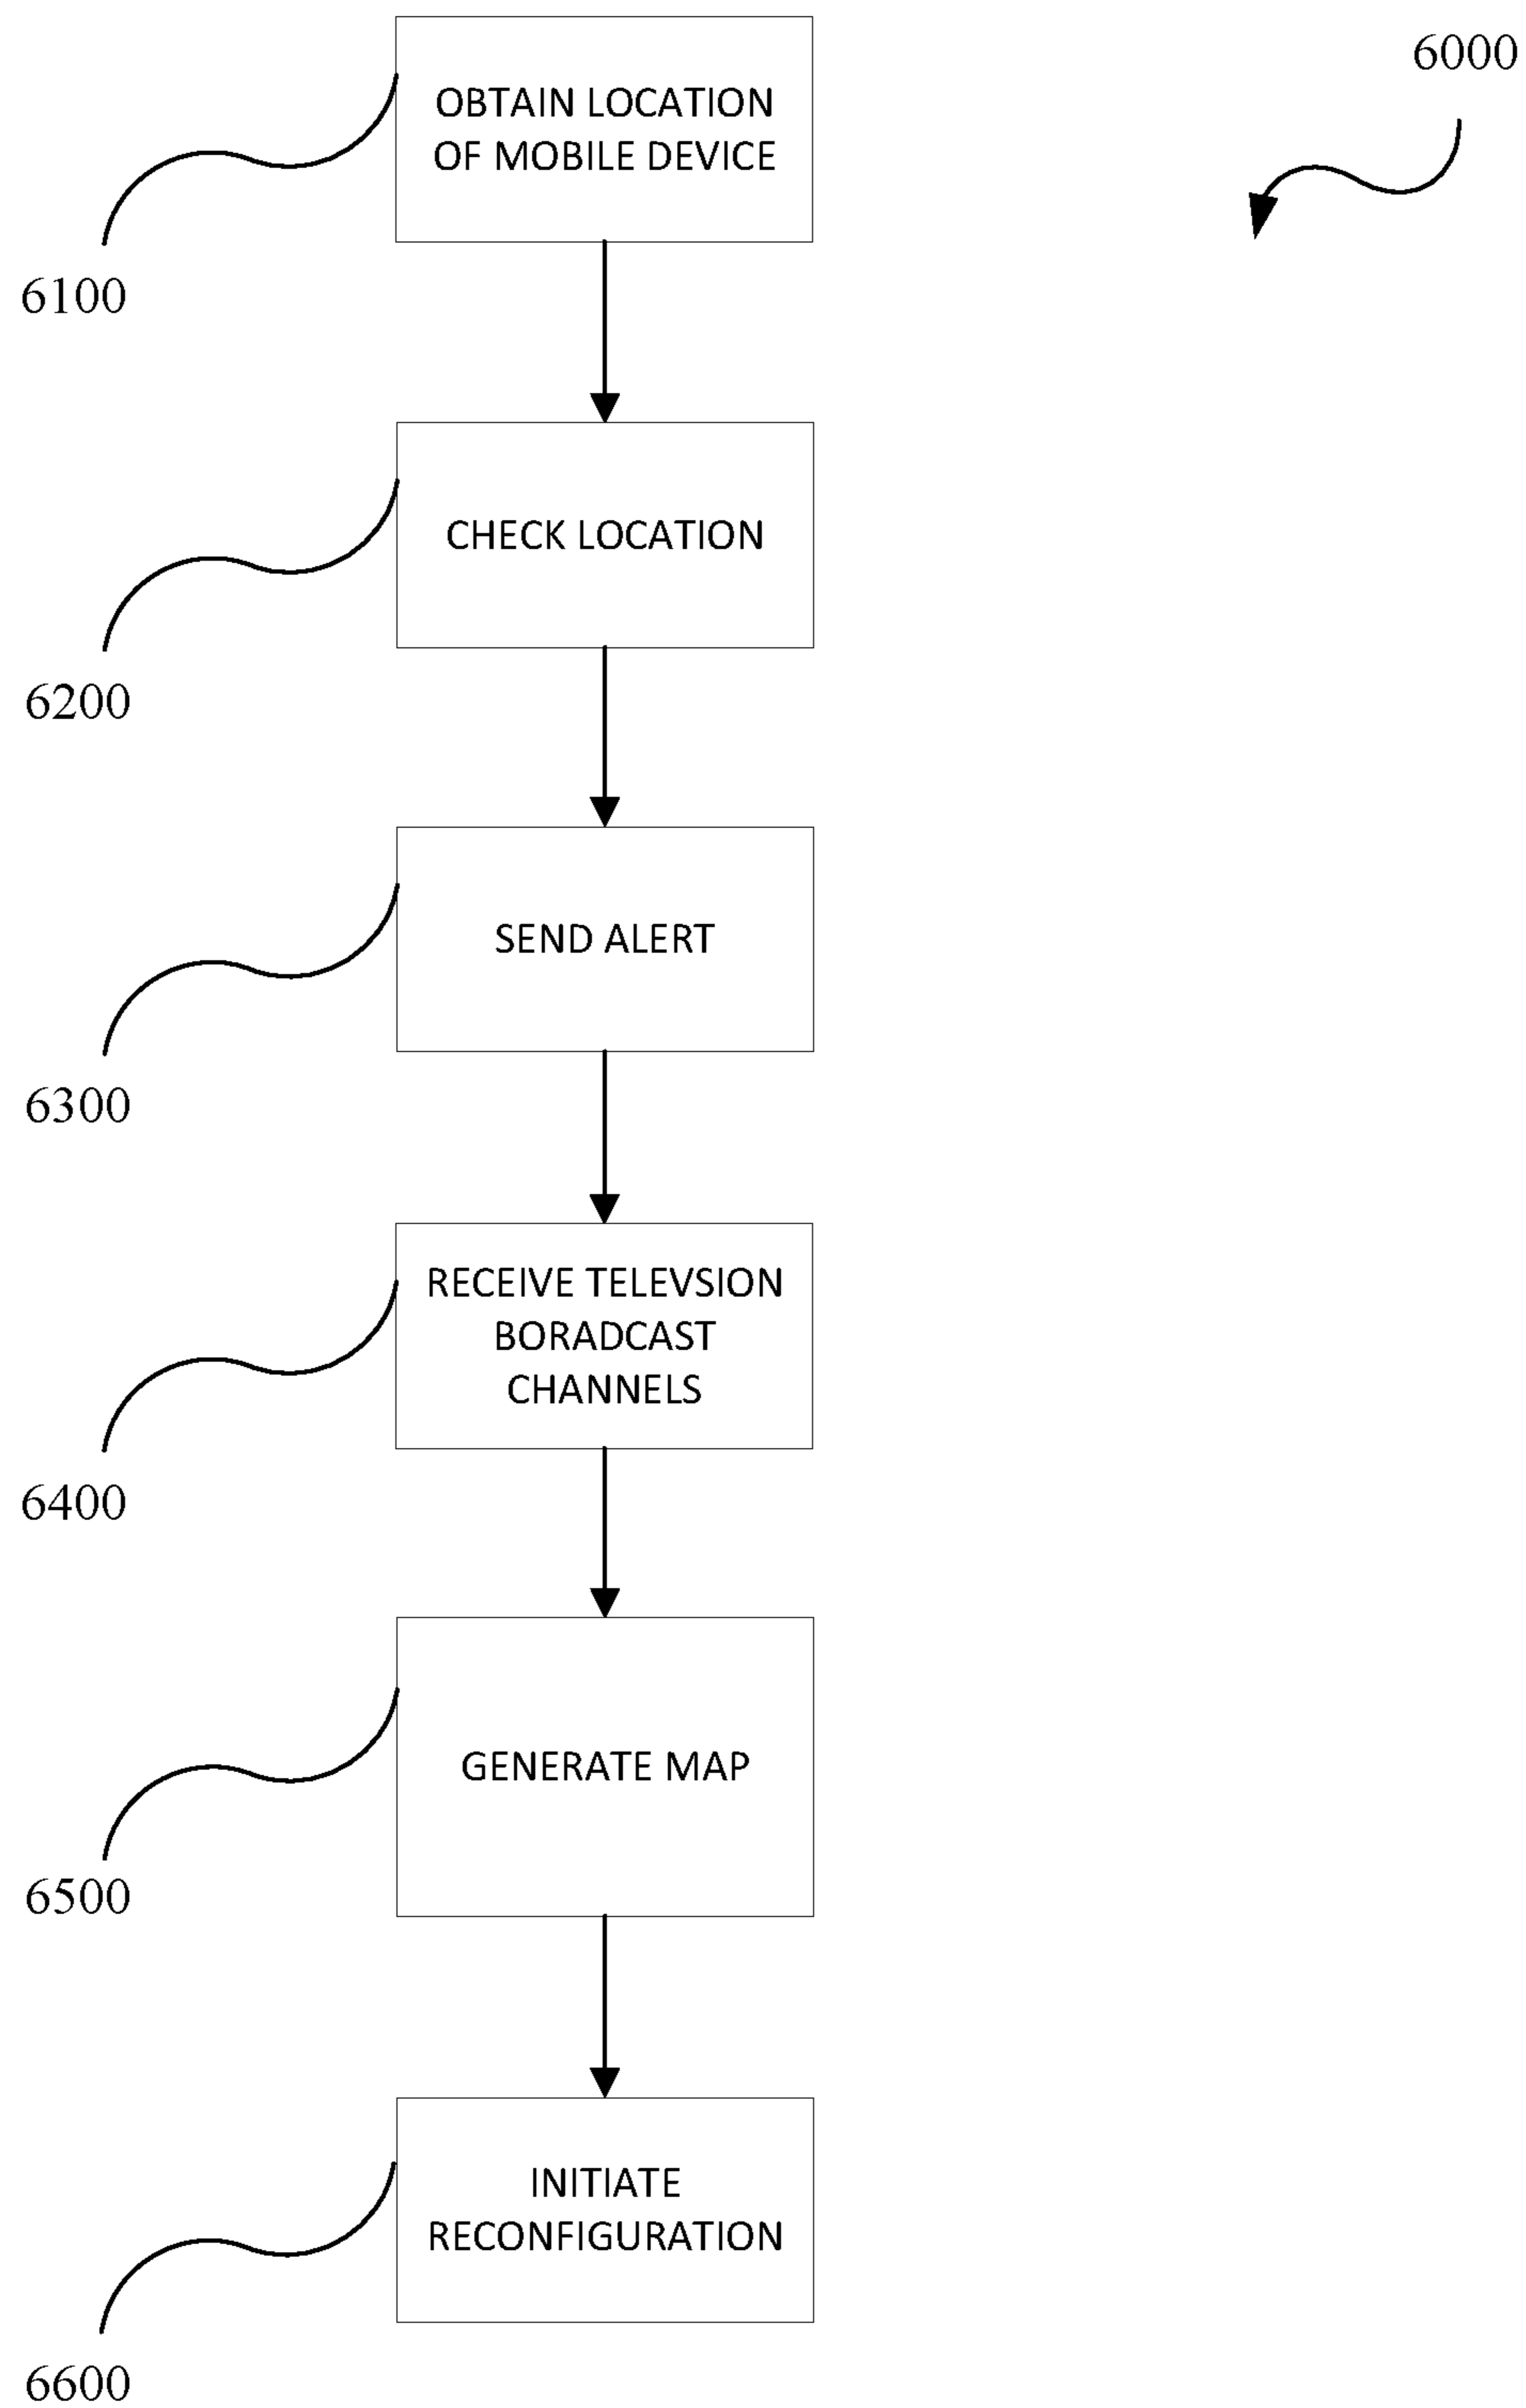 6000
OBTAIN LOCATION
OF MOBILE DEVICE
6100
CHECK LOCATION
6200
SEND ALERT
6300
RECEIVE TELEVSION
BORADCAST
CHANNELS
6400
GENERATE MAP
6500
INITIATE
RECONFIGURATION
6600